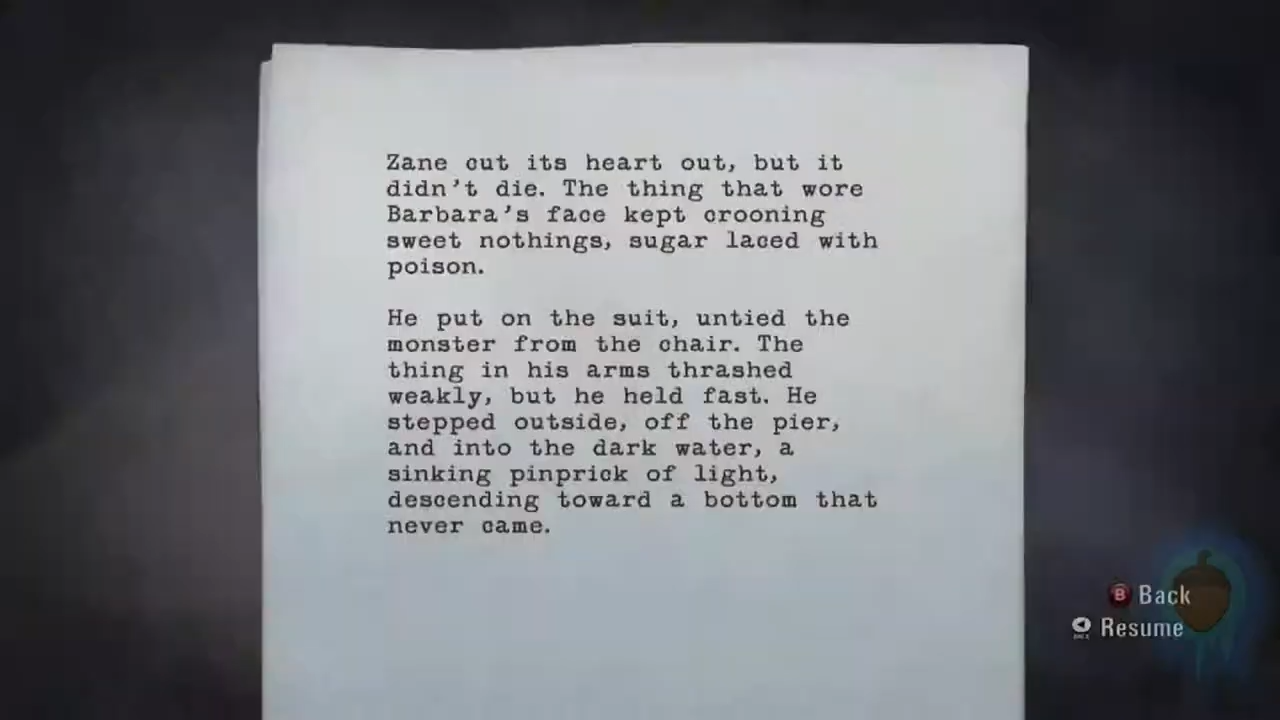 Zane cut its heart out, but it
didn't die. The thing that wore
Barbara's face kept crooning
sweet nothings, sugar laced with
poison.
He put on the suit, untied the
monster from the chair. The
thing in his arms thrashed
weakly, but he held fast. He
stepped outside, off the pier,
and into the dark water, a
sinking pinprick of light,
descending toward a bottom that
never came.
B Back
Resume